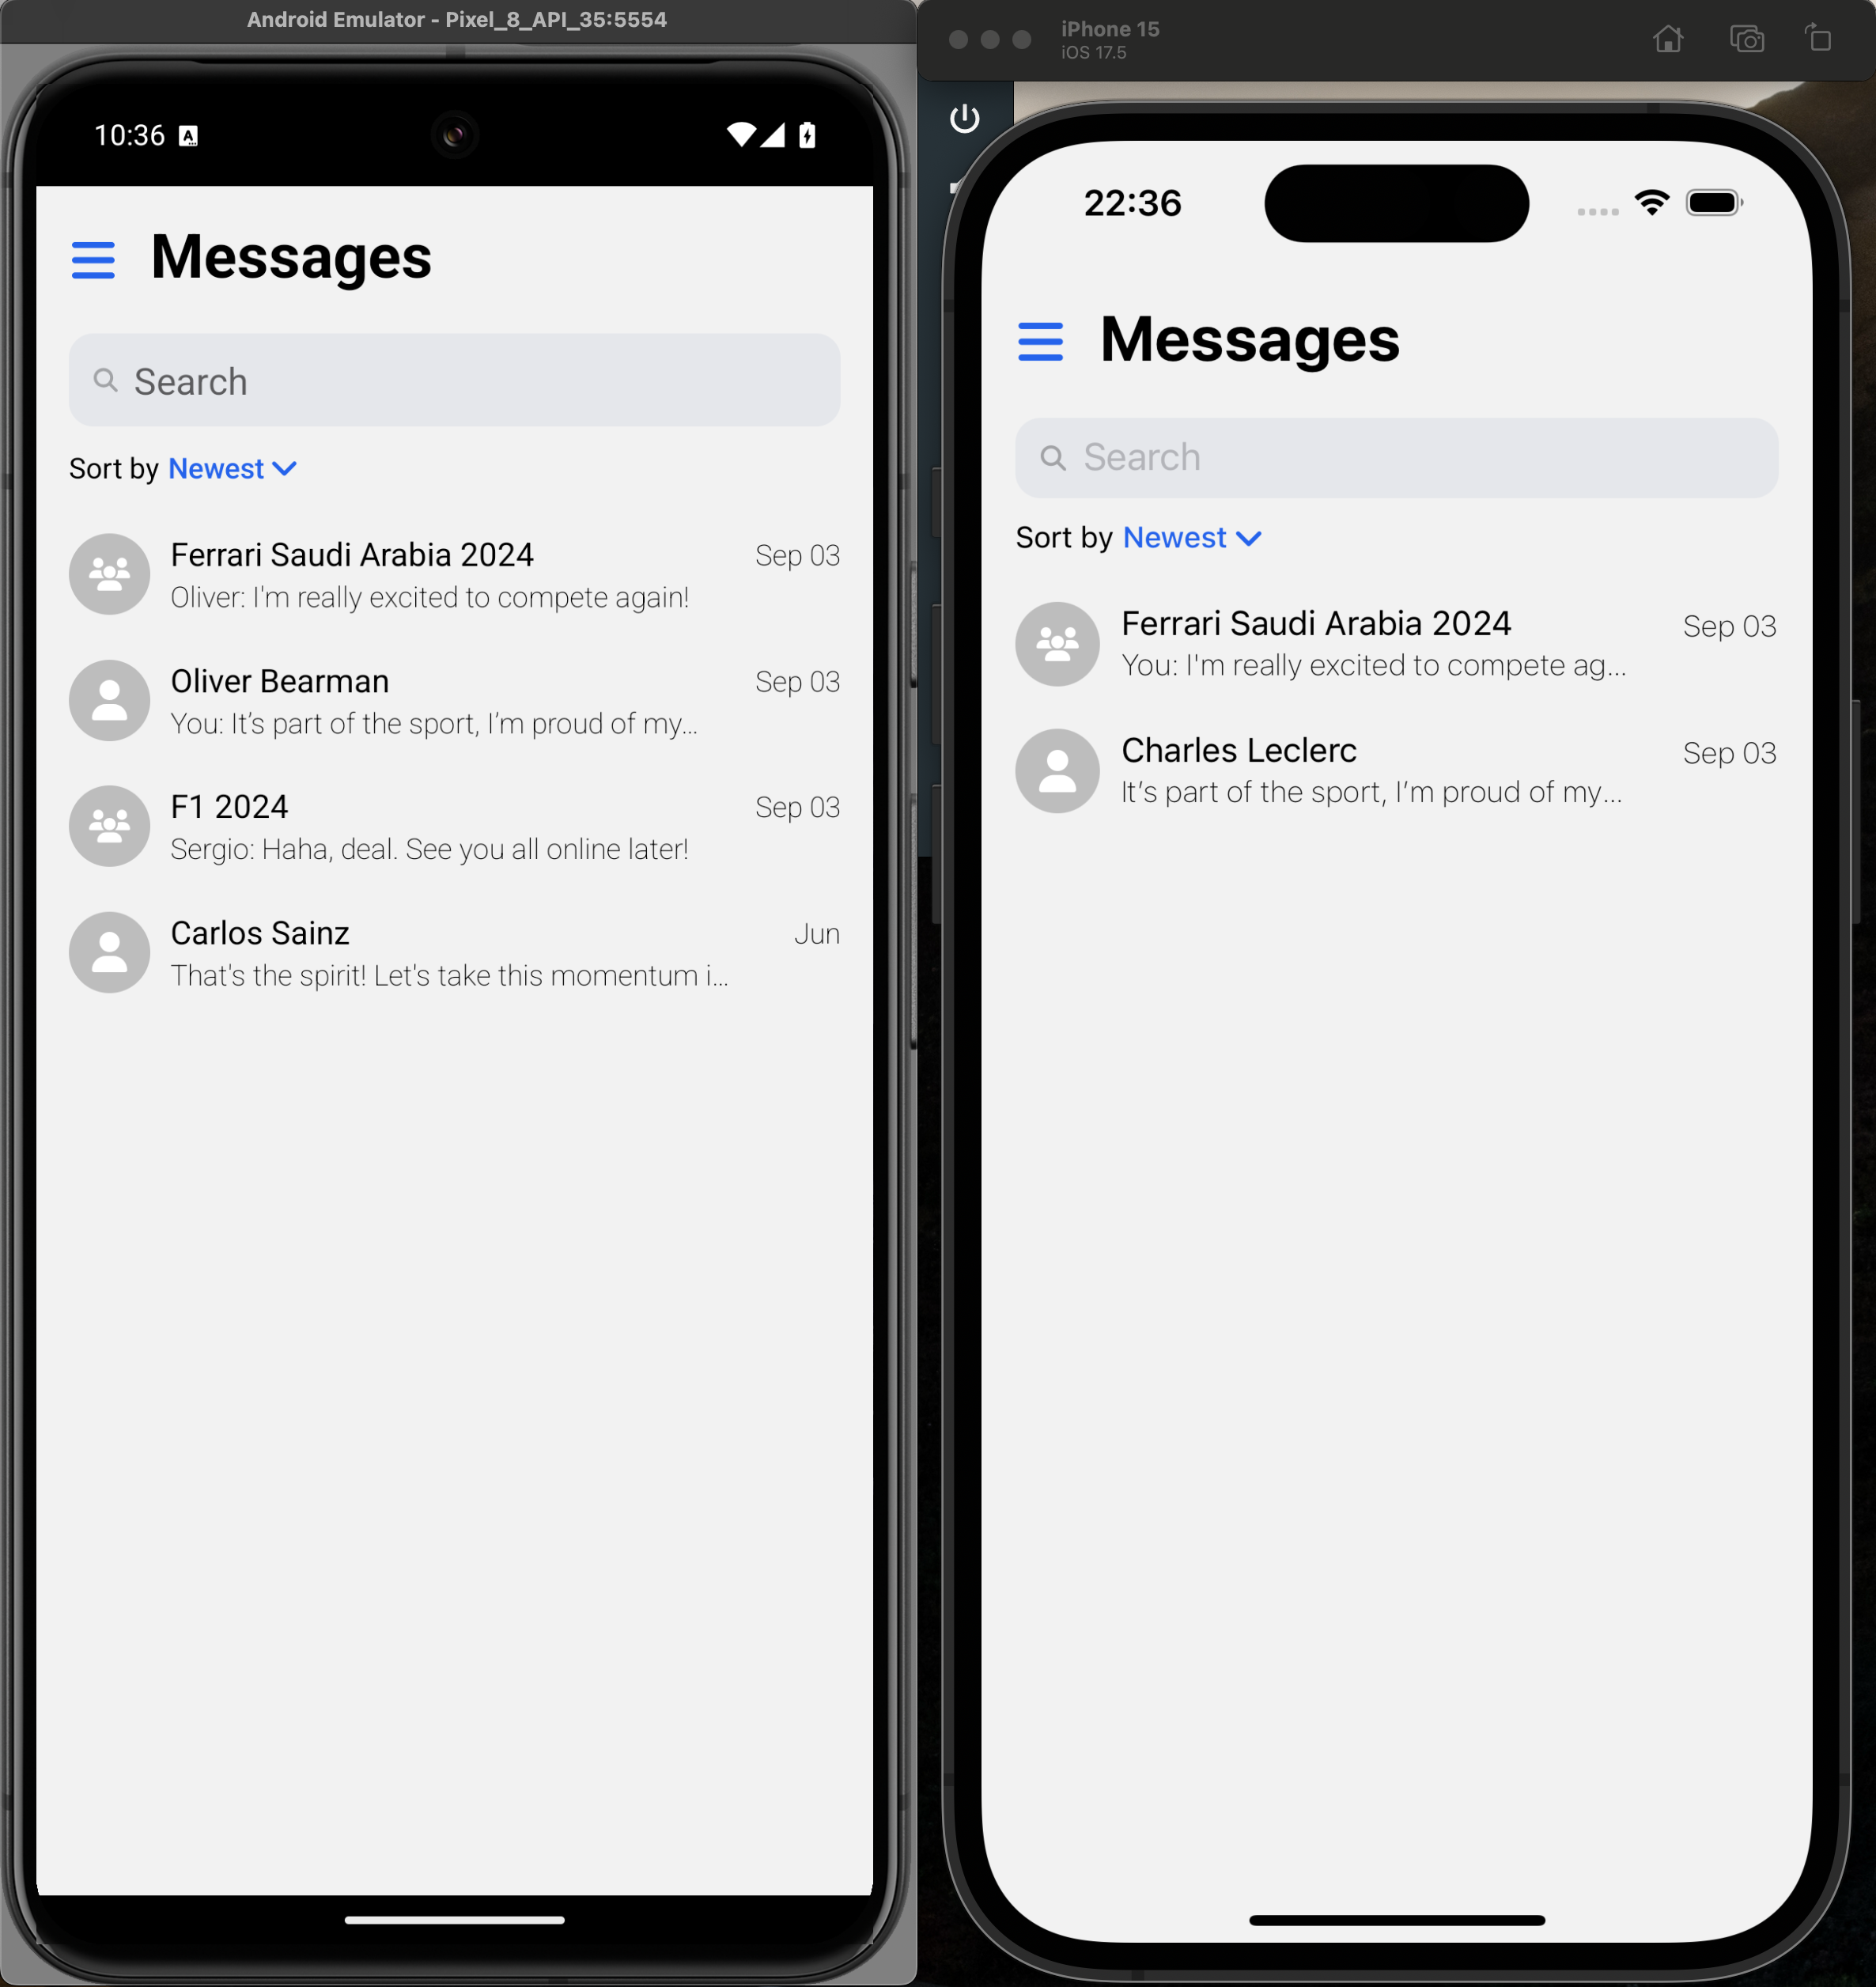 Android Emulator - Pixel_8_API_35:5554
10:36 A
Messages
Search
Sort by Newest
Ferrari Saudi Arabia 2024 Sep 03
Oliver: I'm really excited to compete again!
Oliver Bearman Sep 03
You: It’s part of the sport, I’m proud of my...
F1 2024 Sep 03
Sergio: Haha, deal. See you all online later!
Carlos Sainz Jun
That's the spirit! Let's take this momentum i...
iPhone 15
iOS 17.5
22:36
Messages
Search
Sort by Newest
Ferrari Saudi Arabia 2024 Sep 03
You: I'm really excited to compete ag...
Charles Leclerc Sep 03
It’s part of the sport, I’m proud of my...